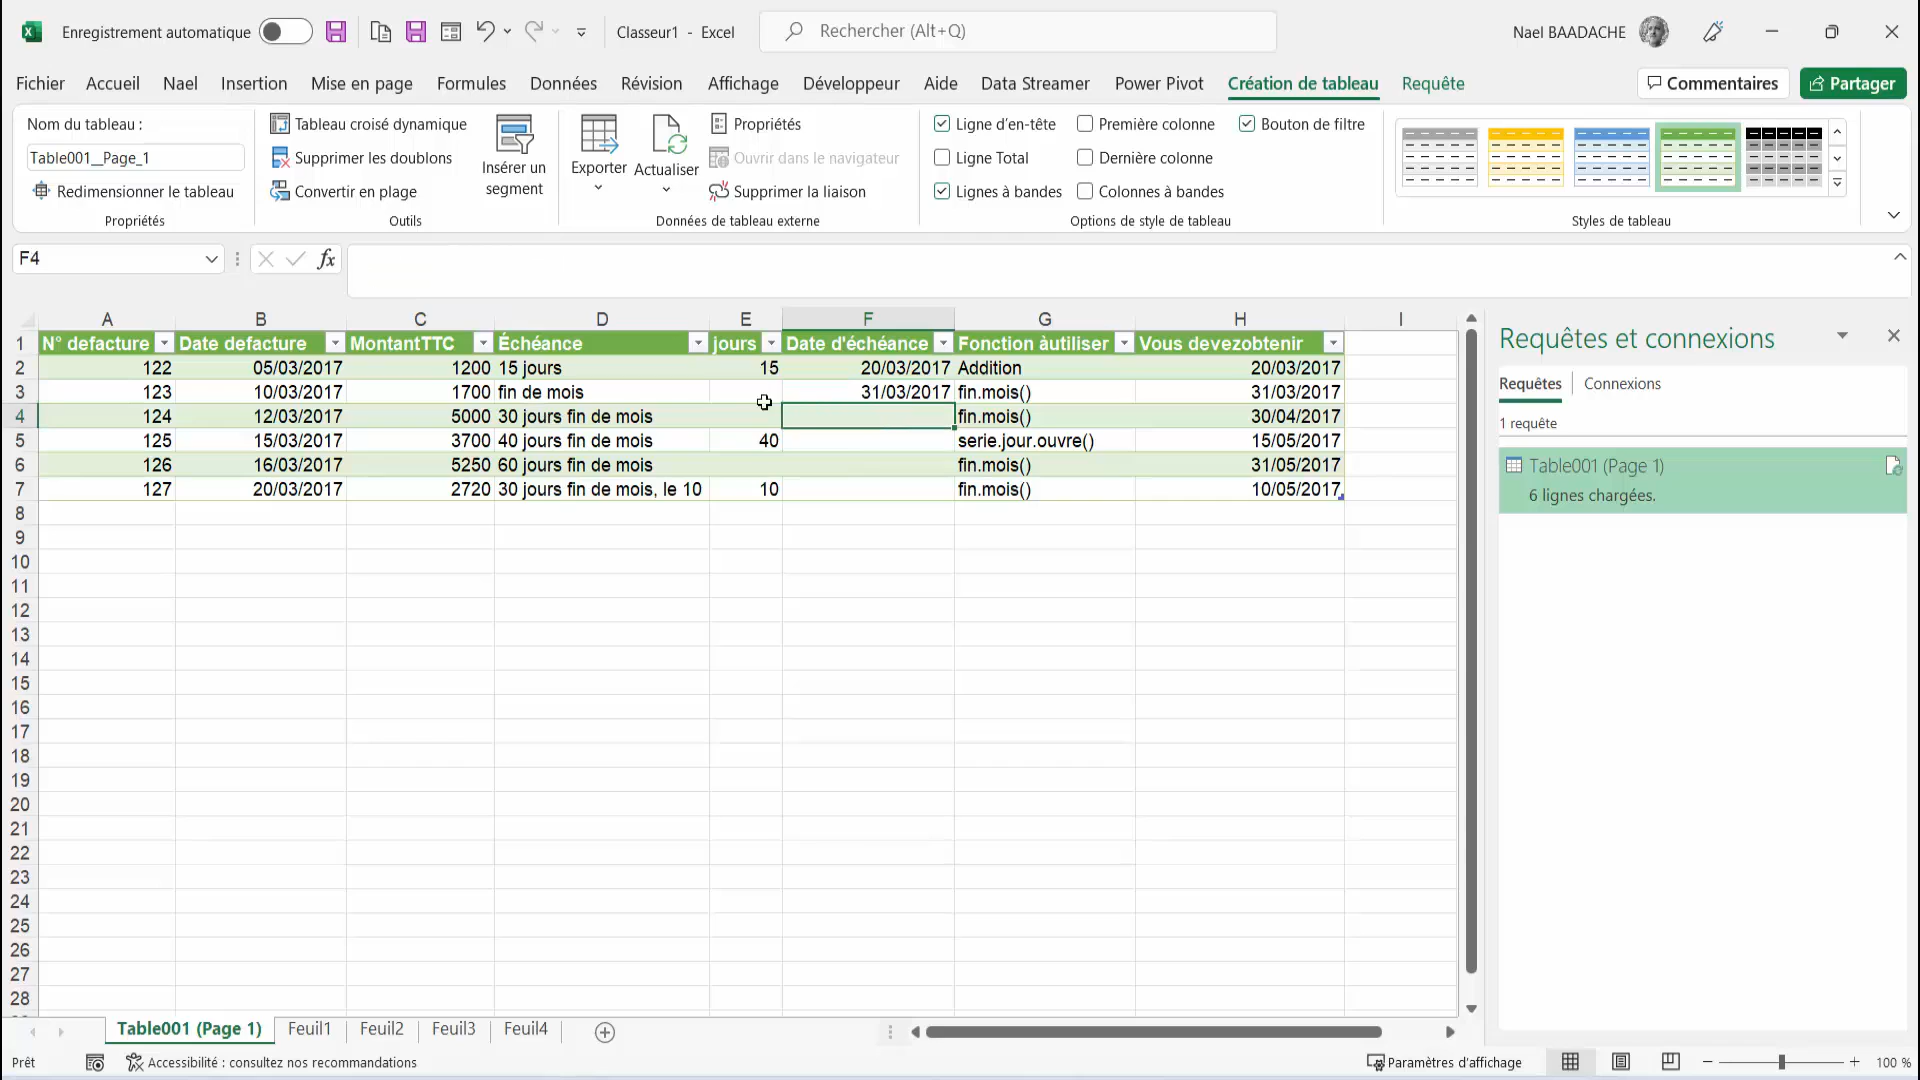 Enregistrement automatique
Classeur1 - Excel
Rechercher (Alt+Q)
Nael BAADACHE
Fichier Accueil Nael Insertion Mise en page Formules Données Révision Affichage Développeur Aide Data Streamer Power Pivot Création de tableau Requête Commentaires Partager
Nom du tableau :
Table001__Page_1
Redimensionner le tableau
Propriétés
Tableau croisé dynamique
Supprimer les doublons
Convertir en plage
Insérer un segment
Outils
Exporter
Actualiser
Propriétés
Ouvrir dans le navigateur
Supprimer la liaison
Données de tableau externe
Ligne d'en-tête Première colonne Bouton de filtre
Ligne Total Dernière colonne
Lignes à bandes Colonnes à bandes
Options de style de tableau
Styles de tableau
F4
fx
A B C D E F G H I
1 N° defacture Date defacture MontantTTC Échéance jours Date d'échéance Fonction àutiliser Vous devezobtenir
2 122 05/03/2017 1200 15 jours 15 20/03/2017 Addition 20/03/2017
3 123 10/03/2017 1700 fin de mois 31/03/2017 fin.mois() 31/03/2017
4 124 12/03/2017 5000 30 jours fin de mois fin.mois() 30/04/2017
5 125 15/03/2017 3700 40 jours fin de mois 40 serie.jour.ouvre() 15/05/2017
6 126 16/03/2017 5250 60 jours fin de mois fin.mois() 31/05/2017
7 127 20/03/2017 2720 30 jours fin de mois, le 10 10 fin.mois() 10/05/2017
8
9
10
11
12
13
14
15
16
17
18
19
20
21
22
23
24
25
26
27
28
Requêtes et connexions
Requêtes Connexions
1 requête
Table001 (Page 1)
6 lignes chargées.
Table001 (Page 1) Feuil1 Feuil2 Feuil3 Feuil4
Prêt
Accessibilité : consultez nos recommandations
Paramètres d'affichage
100 %